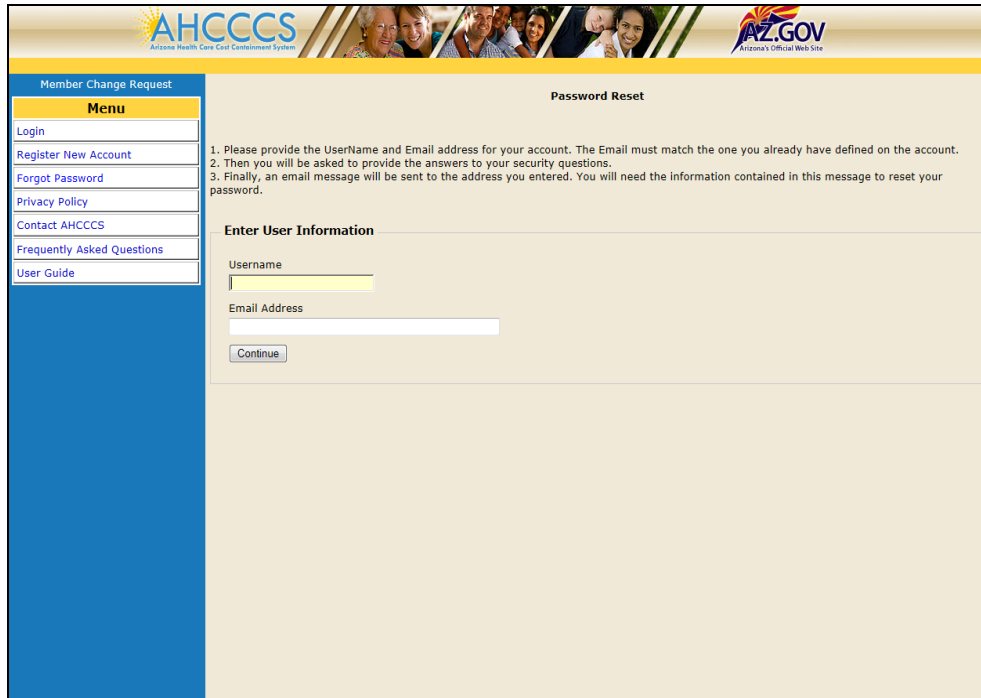 AHCCCS
Arizona Health Care Cost Containment System
AZ.GOV
Arizona's Official Web Site
Member Change Request
Menu
Login
Register New Account
Forgot Password
Privacy Policy
Contact AHCCCS
Frequently Asked Questions
User Guide
Password Reset
1. Please provide the UserName and Email address for your account. The Email must match the one you already have defined on the account.
2. Then you will be asked to provide the answers to your security questions.
3. Finally, an email message will be sent to the address you entered. You will need the information contained in this message to reset your
password.
Enter User Information
Username
Email Address
Continue